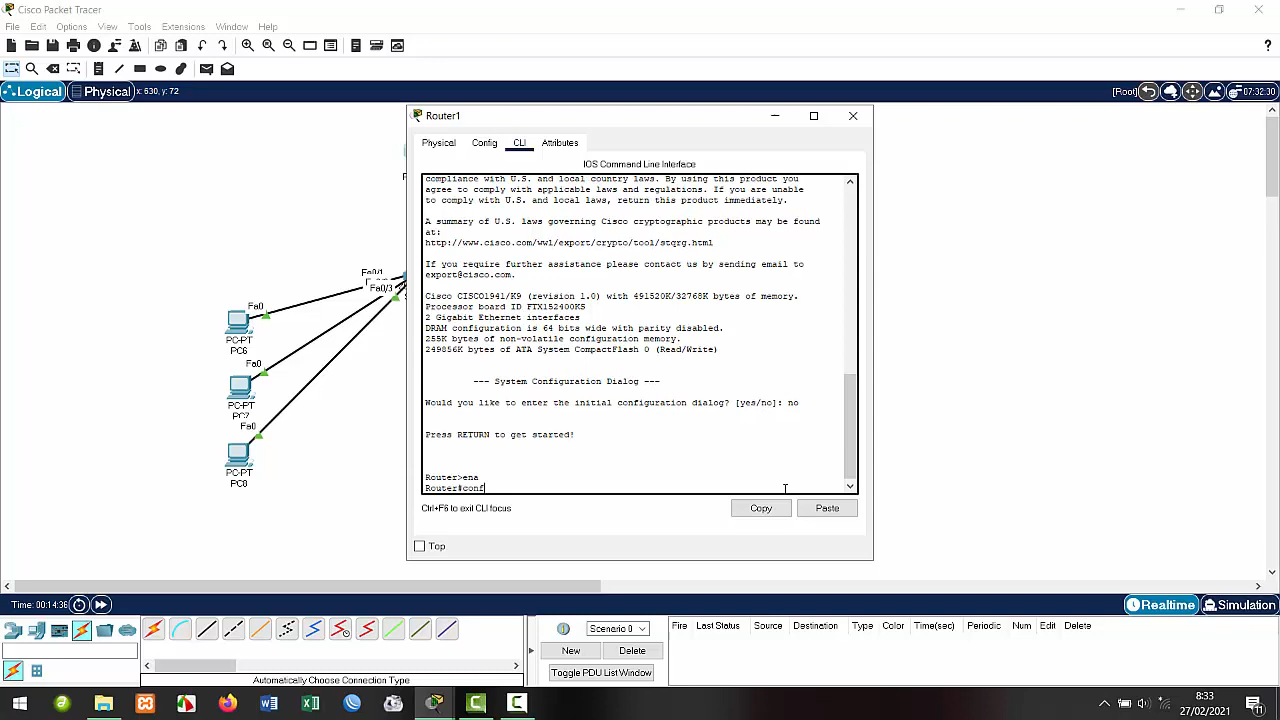 Cisco Packet Tracer
File Edit Options View Tools Extensions Window Help
?
Logical Physical x: 630, y: 72
[Root] 07:32:30
Router1
Physical Config CLI Attributes
IOS Command Line Interface
compliance with U.S. and local country laws. By using this product you
agree to comply with applicable laws and regulations. If you are unable
to comply with U.S. and local laws, return this product immediately.
A summary of U.S. laws governing Cisco cryptographic products may be found
at:
http://www.cisco.com/wwl/export/crypto/tool/stqrg.html
If you require further assistance please contact us by sending email to
export@cisco.com.
Cisco CISCO1941/K9 (revision 1.0) with 491520K/32768K bytes of memory.
Processor board ID FTX152400KS
2 Gigabit Ethernet interfaces
DRAM configuration is 64 bits wide with parity disabled.
255K bytes of non-volatile configuration memory.
249856K bytes of ATA System CompactFlash 0 (Read/Write)
--- System Configuration Dialog ---
Would you like to enter the initial configuration dialog? [yes/no]: no
Press RETURN to get started!
Router>ena
Router#conf
Ctrl+F6 to exit CLI focus
Copy Paste
Top
Fa0/1
Fa0/3
Fa0
PC-PT
PC6
Fa0
PC-PT
PC7
Fa0
PC-PT
PC8
Time: 00:14:36
Realtime Simulation
Scenario 0
New Delete
Toggle PDU List Window
Fire Last Status Source Destination Type Color Time(sec) Periodic Num Edit Delete
Automatically Choose Connection Type
8:33
27/02/2021
11